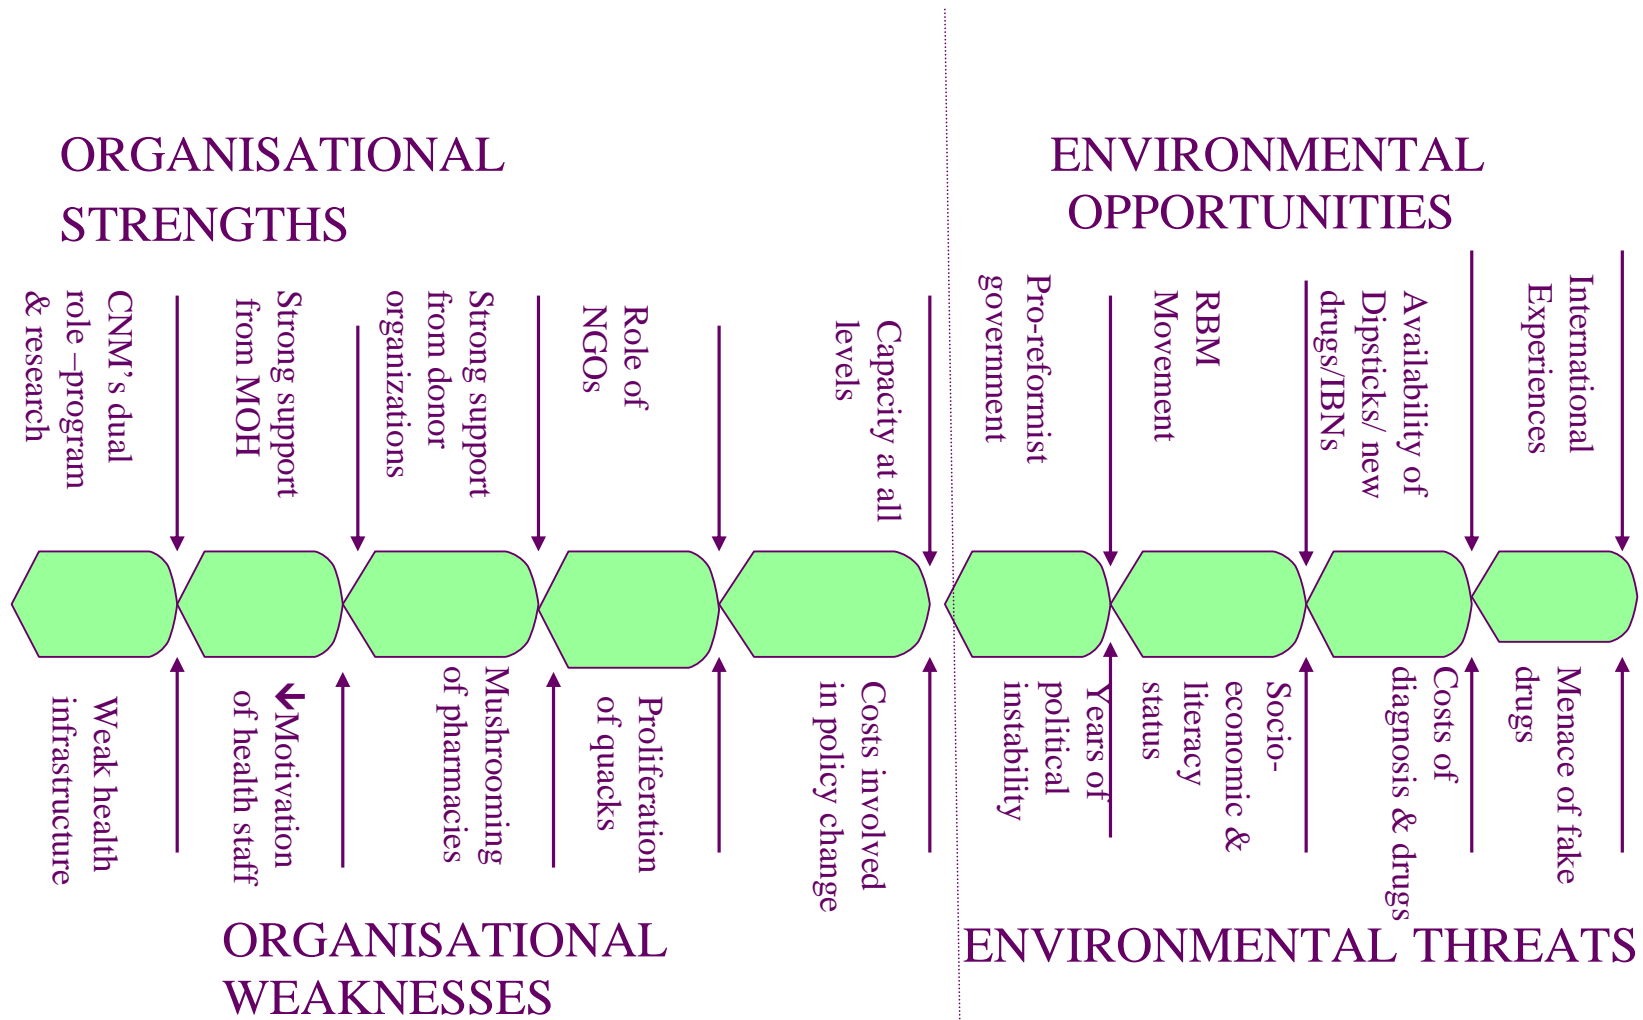 ORGANISATIONAL
STRENGTHS
ENVIRONMENTAL
OPPORTUNITIES
CNM’s dual
role –program
& research
Strong support
from MOH
Strong support
from donor
organizations
Role of
NGOs
Capacity at all
levels
Pro-reformist
government
RBM
Movement
Availability of
Dipsticks/ new
drugs/IBNs
International
Experiences
Weak health
infrastructure
🡫Motivation
of health staff
Mushrooming
of pharmacies
Proliferation
of quacks
Costs involved
in policy change
Years of
political
instability
Socio-
economic &
literacy
status
Costs of
diagnosis & drugs
Menace of fake
drugs
ORGANISATIONAL
WEAKNESSES
ENVIRONMENTAL THREATS